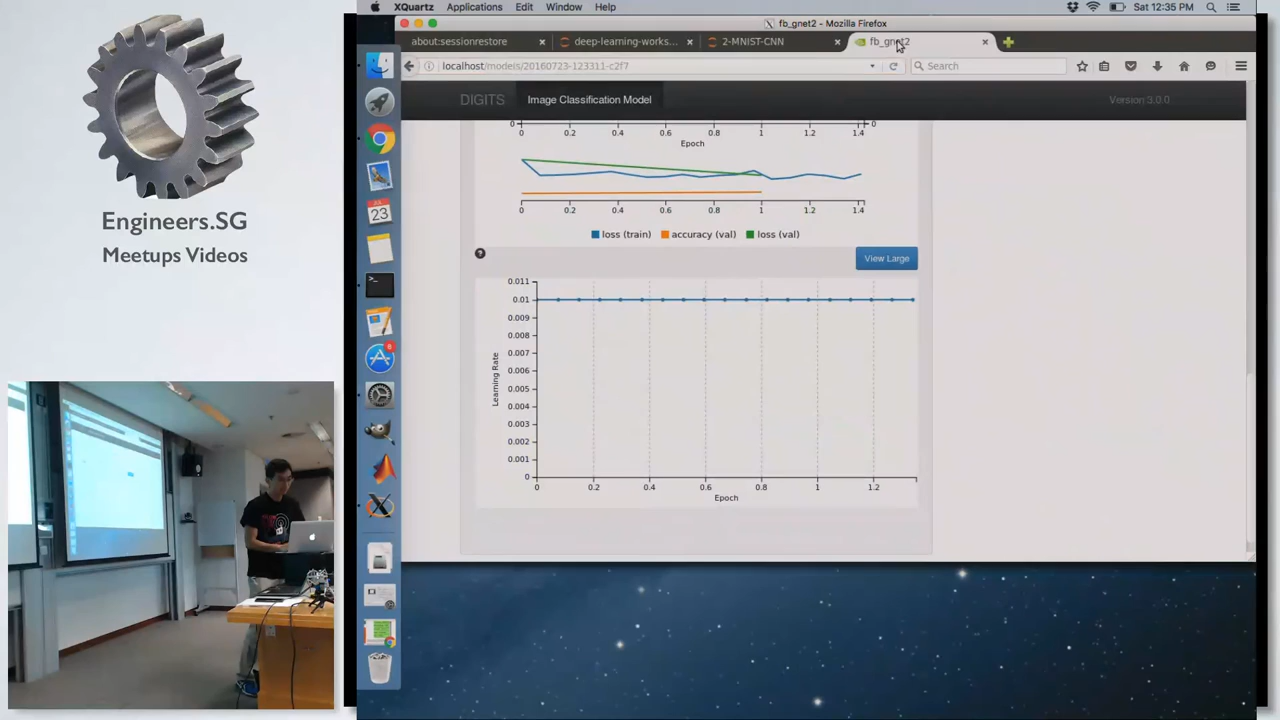 XQuartz Applications Edit Window Help
Sat 12:35 PM
fb_gnet2 - Mozilla Firefox
about:sessionrestore
deep-learning-works...
2-MNIST-CNN
fb_gnet2
localhost/models/20160723-123311-c2f7
Search
DIGITS Image Classification Model
Version 3.0.0
0 0
0.2 0.4 0.6 0.8 1 1.2 1.4
Epoch
0 0.2 0.4 0.6 0.8 1 1.2 1.4
loss (train) accuracy (val) loss (val)
View Large
0.011
0.01
0.009
0.008
0.007
0.006
0.005
0.004
0.003
0.002
0.001
0
Learning Rate
0 0.2 0.4 0.6 0.8 1 1.2
Epoch
JUL
23
8
Engineers.SG
Meetups Videos